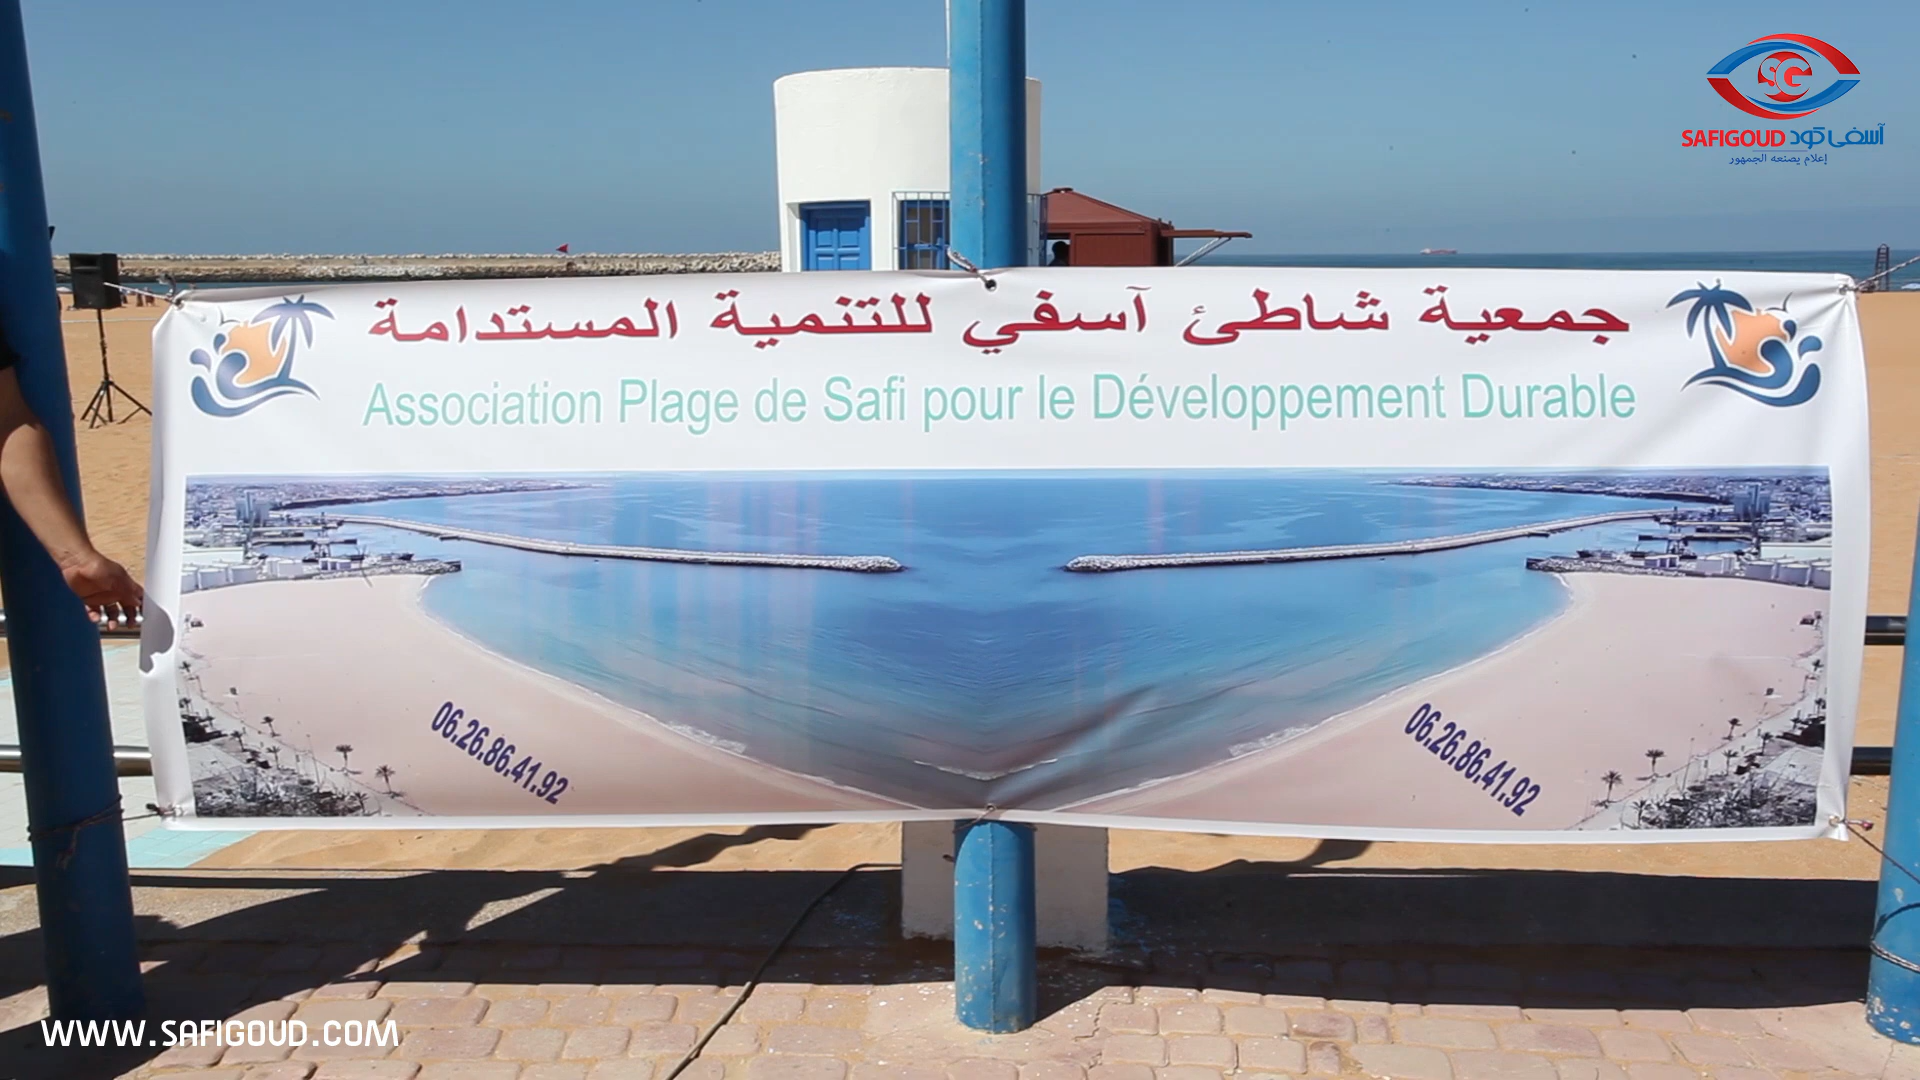 SG
SAFIGOUD آسفي كود
إعلام يصنعه الجمهور
جمعية شاطئ آسفي للتنمية المستدامة
Association Plage de Safi pour le Développement Durable
06.26.86.41.92
06.26.86.41.92
WWW.SAFIGOUD.COM